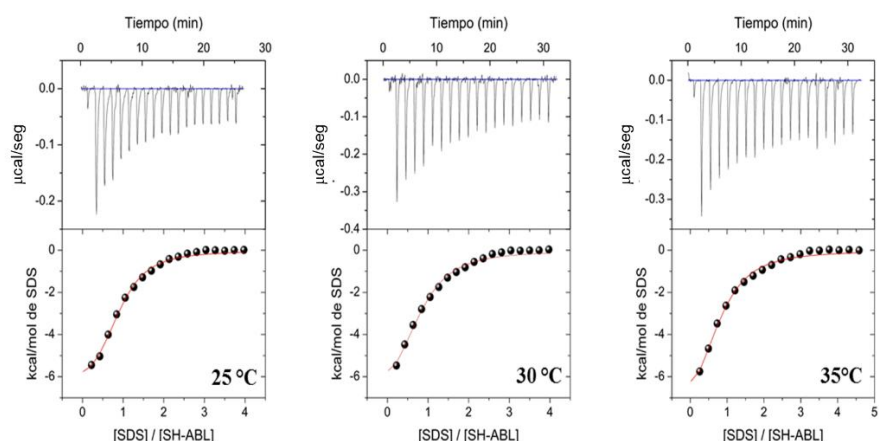 Tiempo (min)
0 10 20 30
µcal/seg
0.0
-0.1
-0.2
kcal/mol de SDS
0
-2
-4
-6
25 ºC
0 1 2 3 4
[SDS] / [SH-ABL]
Tiempo (min)
0 10 20 30
µcal/seg
0.0
-0.1
-0.2
-0.3
-0.4
kcal/mol de SDS
0
-2
-4
-6
30 ºC
0 1 2 3 4
[SDS] / [SH-ABL]
Tiempo (min)
0 10 20 30
µcal/seg
0.0
-0.1
-0.2
-0.3
kcal/mol de SDS
0
-2
-4
-6
35ºC
0 1 2 3 4 5
[SDS] / [SH-ABL]